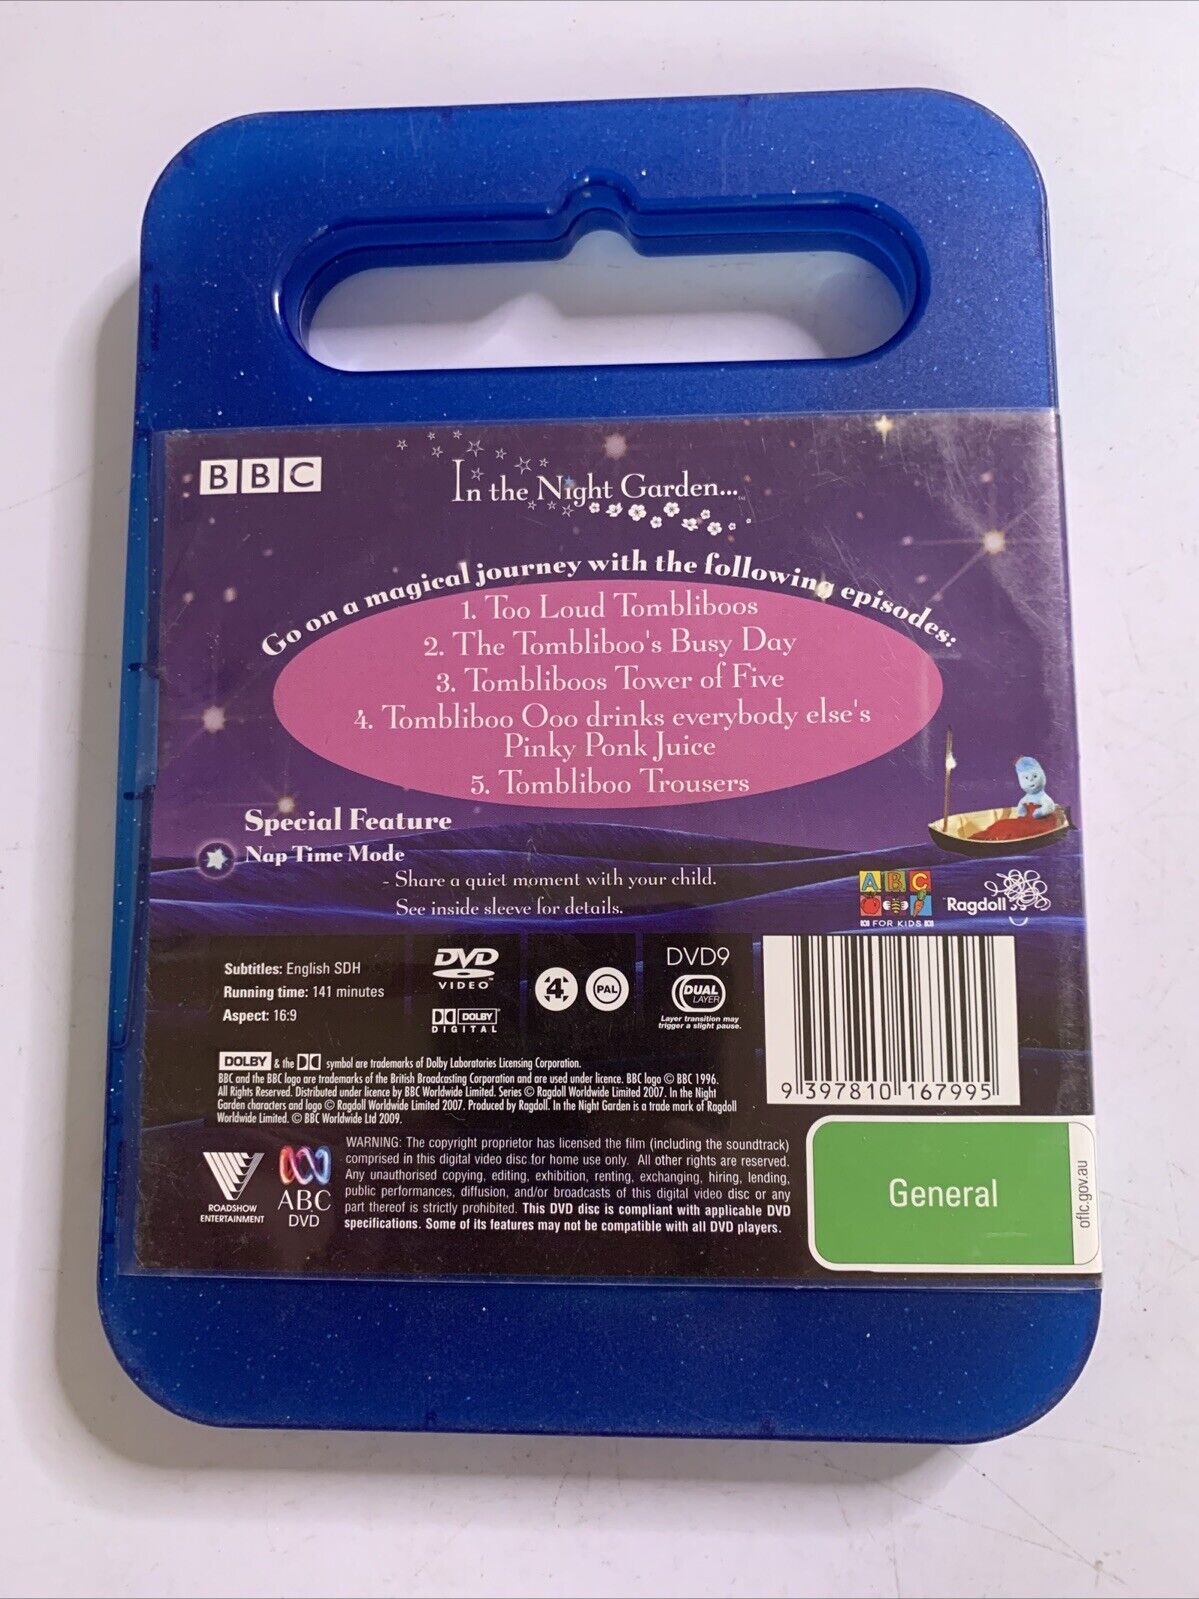 BBC
In the Night Garden...
Go on a magical journey with the following episodes:
1. Too Loud Tombliboos
2. The Tombliboo's Busy Day
3. Tombliboos Tower of Five
4. Tombliboo Ooo drinks everybody else's
Pinky Ponk Juice
5. Tombliboo Trousers
Special Feature
Nap Time Mode
- Share a quiet moment with your child.
See inside sleeve for details.
ABC
FOR KIDS
Ragdoll
Subtitles: English SDH
Running time: 141 minutes
Aspect: 16:9
DVD
VIDEO
DOLBY
DIGITAL
4
PAL
DVD9
DUAL
LAYER
Layer transition may
trigger a slight pause.
9 397810 167995
DOLBY & the symbol are trademarks of Dolby Laboratories Licensing Corporation.
BBC and the BBC logo are trademarks of the British Broadcasting Corporation and are used under licence. BBC logo © BBC 1996.
All Rights Reserved. Distributed under licence by BBC Worldwide Limited. Series © Ragdoll Worldwide Limited 2007. In the Night
Garden characters and logo © Ragdoll Worldwide Limited 2007. Produced by Ragdoll. In the Night Garden is a trade mark of Ragdoll
Worldwide Limited. © BBC Worldwide Ltd 2009.
ROADSHOW
ENTERTAINMENT
ABC
DVD
WARNING: The copyright proprietor has licensed the film (including the soundtrack)
comprised in this digital video disc for home use only. All other rights are reserved.
Any unauthorised copying, editing, exhibition, renting, exchanging, hiring, lending,
public performances, diffusion, and/or broadcasts of this digital video disc or any
part thereof is strictly prohibited. This DVD disc is compliant with applicable DVD
specifications. Some of its features may not be compatible with all DVD players.
General
oflc.gov.au